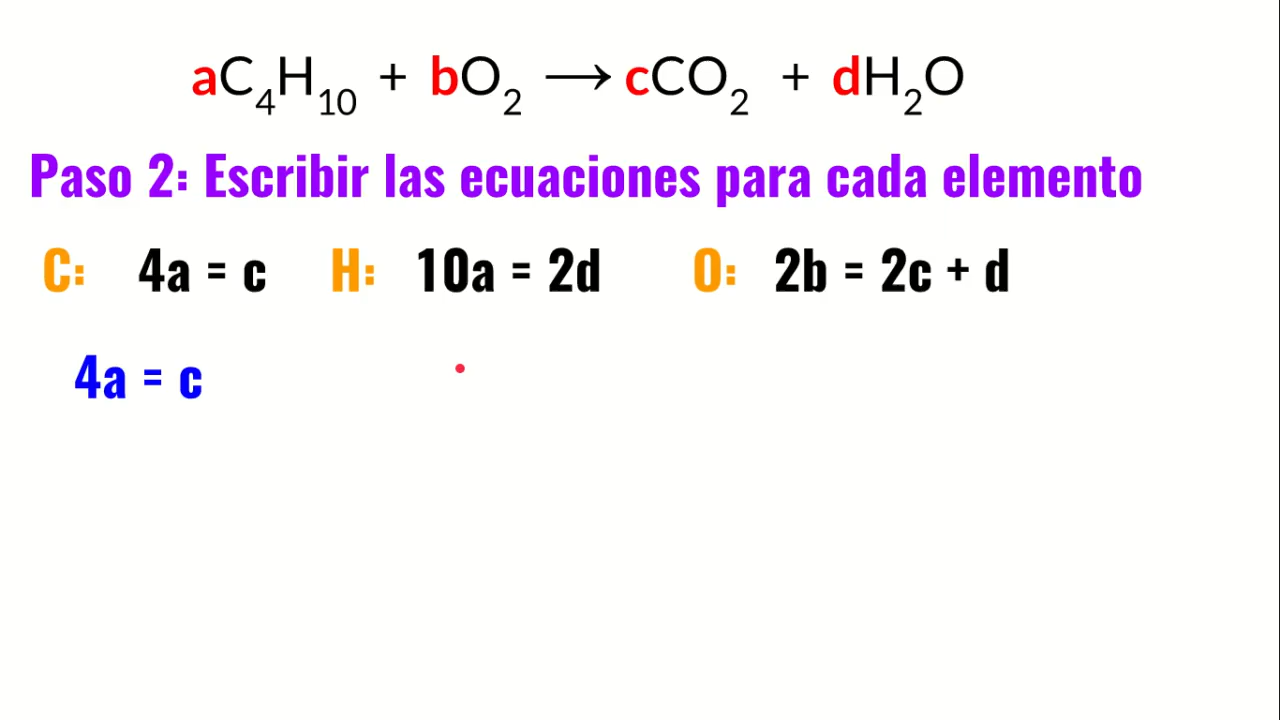 aC₄H₁₀ + bO₂ → cCO₂ + dH₂O
Paso 2: Escribir las ecuaciones para cada elemento
C: 4a = c H: 10a = 2d O: 2b = 2c + d
4a = c